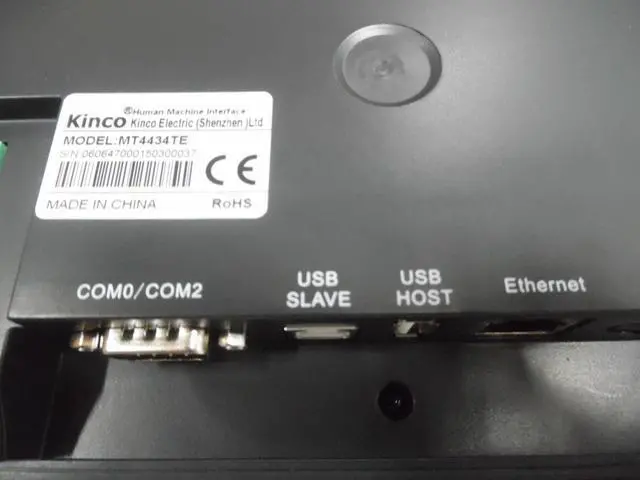 ®Human Machine Interface
Kinco Kinco Electric (Shenzhen )Ltd
MODEL:MT4434TE
S/N:060647000150300037
CE
MADE IN CHINA RoHS
COM0/COM2
USB SLAVE
USB HOST
Ethernet